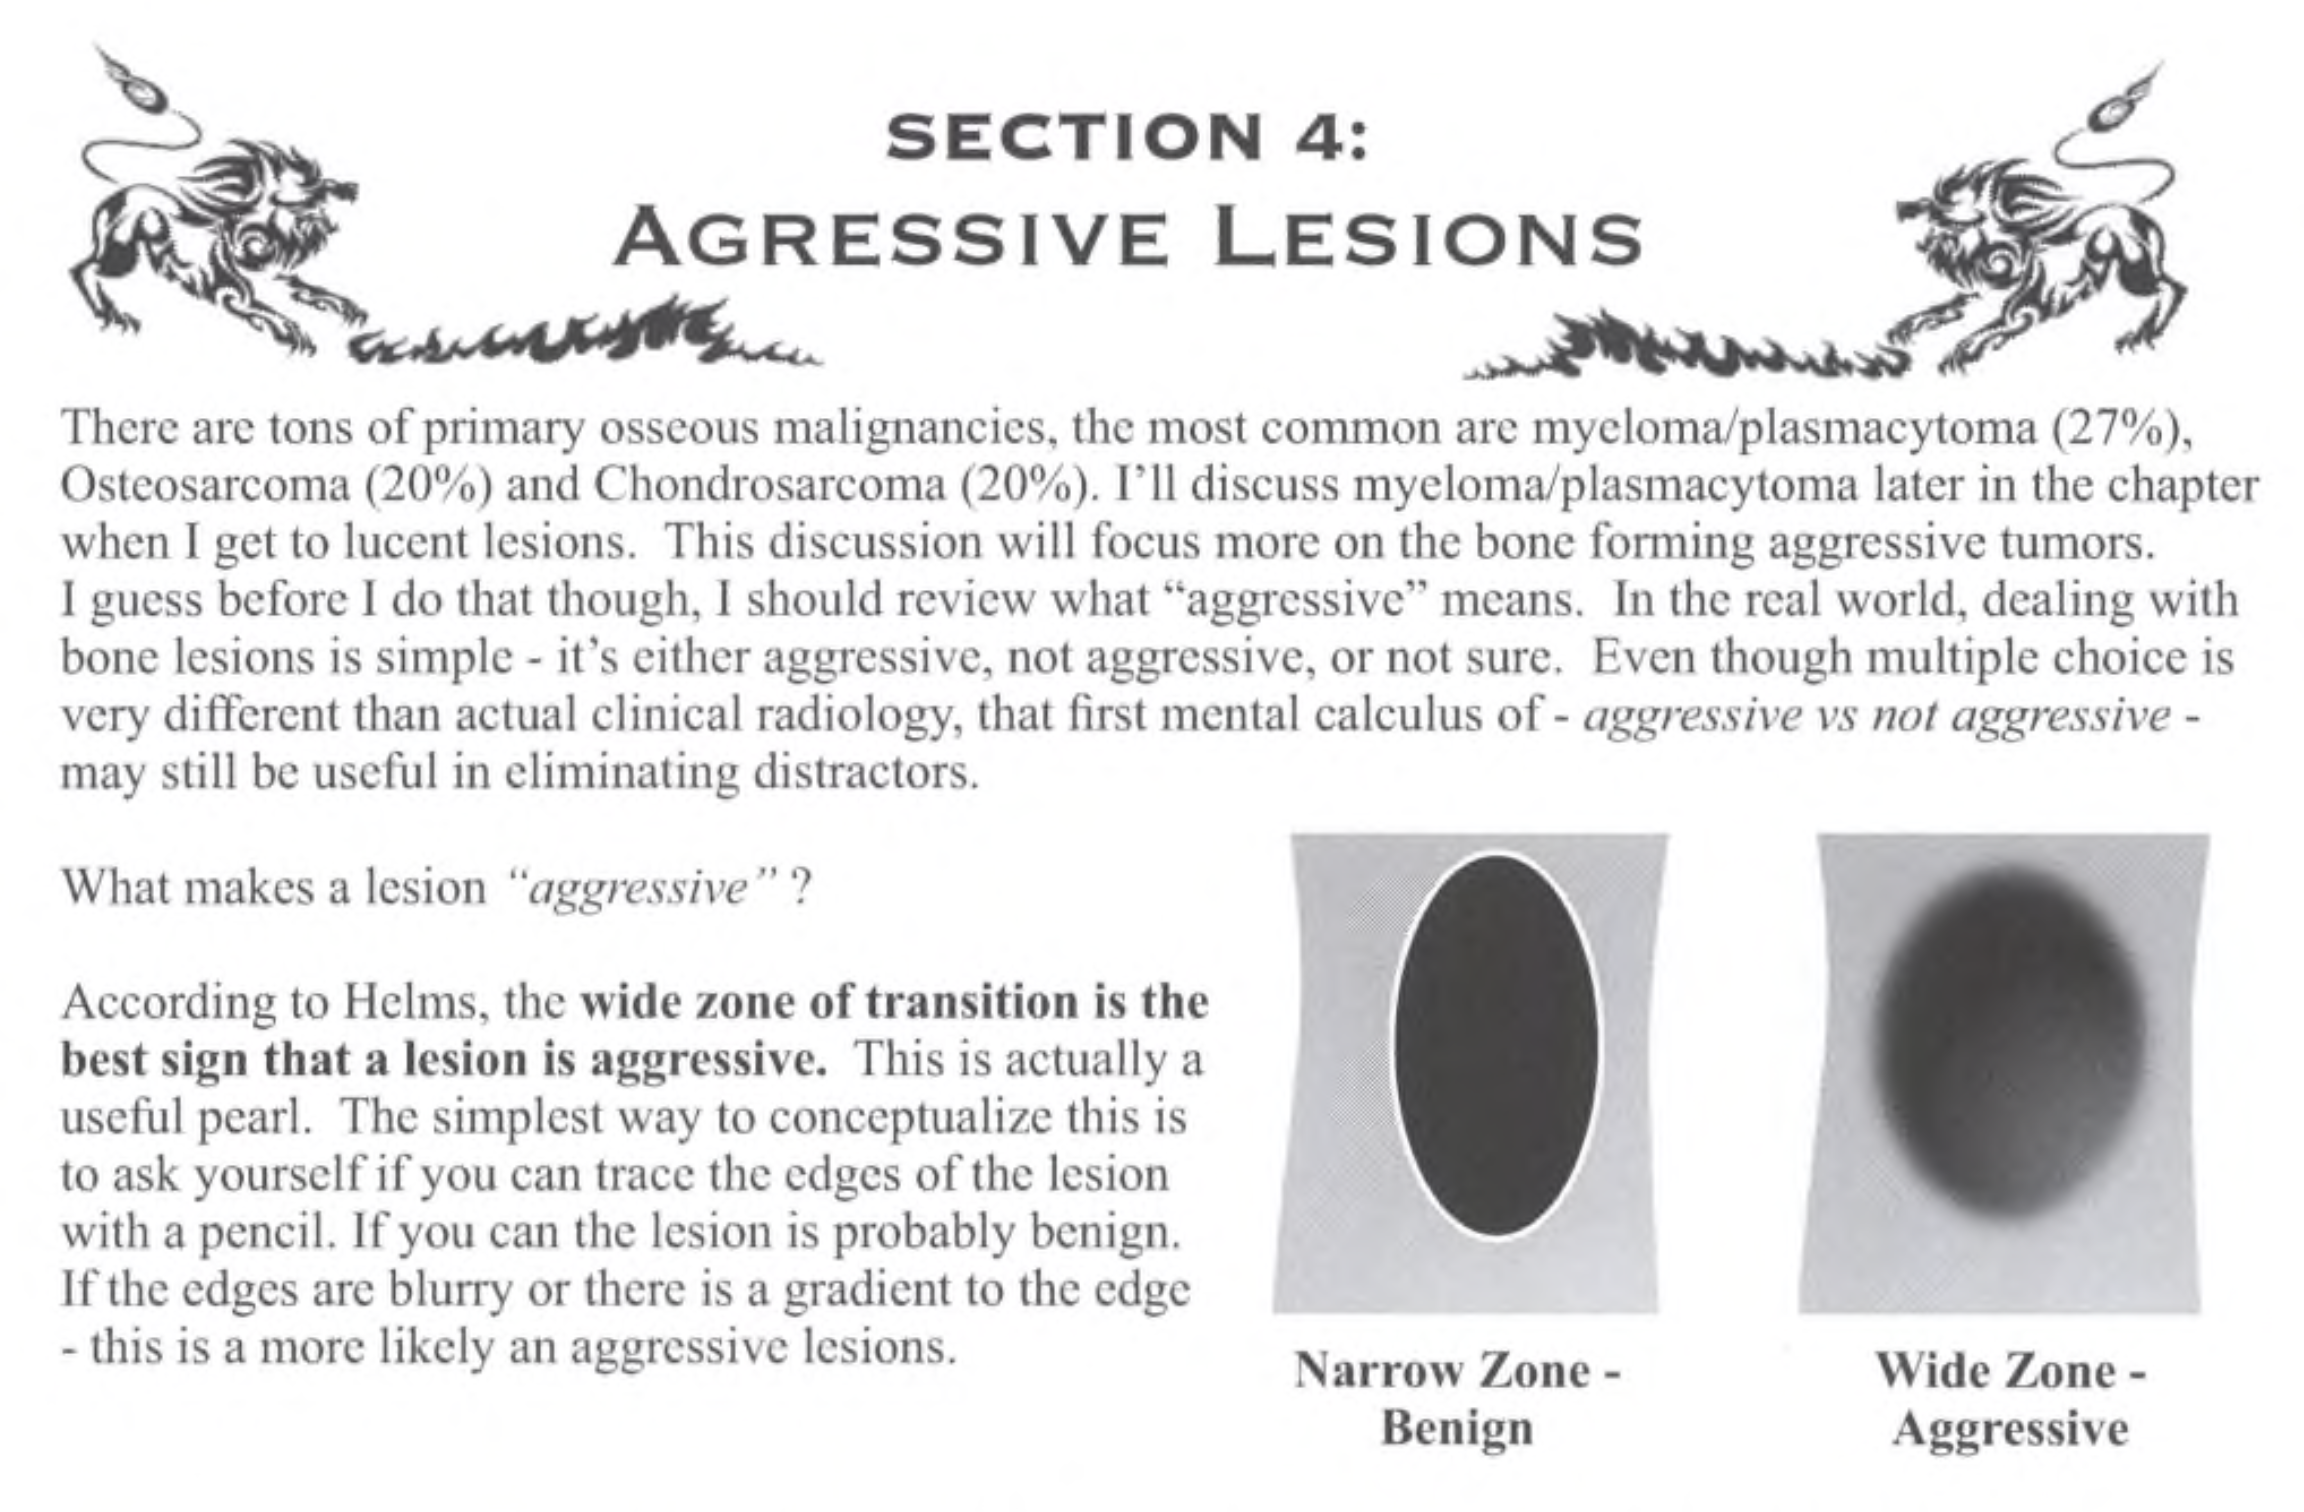 SECTION 4:
AGRESSIVE LESIONS
There are tons of primary osseous malignancies, the most common are myeloma/plasmacytoma (27%),
Osteosarcoma (20%) and Chondrosarcoma (20%). I'll discuss myeloma/plasmacytoma later in the chapter
when I get to lucent lesions. This discussion will focus more on the bone forming aggressive tumors.
I guess before I do that though, I should review what “aggressive” means. In the real world, dealing with
bone lesions is simple - it's either aggressive, not aggressive, or not sure. Even though multiple choice is
very different than actual clinical radiology, that first mental calculus of - aggressive vs not aggressive -
may still be useful in eliminating distractors.
What makes a lesion “aggressive” ?
According to Helms, the wide zone of transition is the
best sign that a lesion is aggressive. This is actually a
useful pearl. The simplest way to conceptualize this is
to ask yourself if you can trace the edges of the lesion
with a pencil. If you can the lesion is probably benign.
If the edges are blurry or there is a gradient to the edge
- this is a more likely an aggressive lesions.
Narrow Zone -
Benign
Wide Zone -
Aggressive